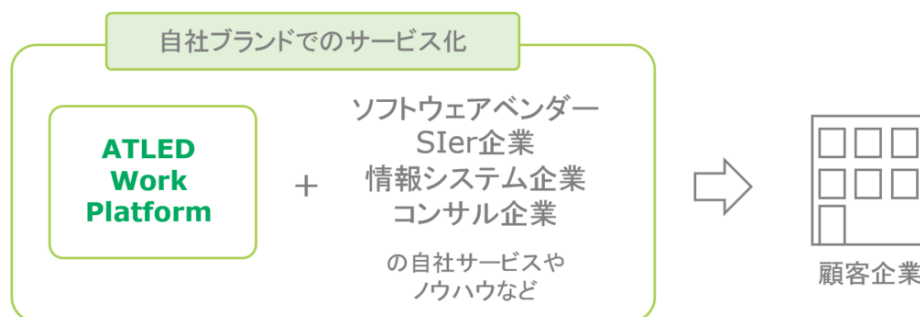 自社ブランドでのサービス化
ATLED
Work
Platform
+
ソフトウェアベンダー
SIer企業
情報システム企業
コンサル企業
の自社サービスや
ノウハウなど
顧客企業